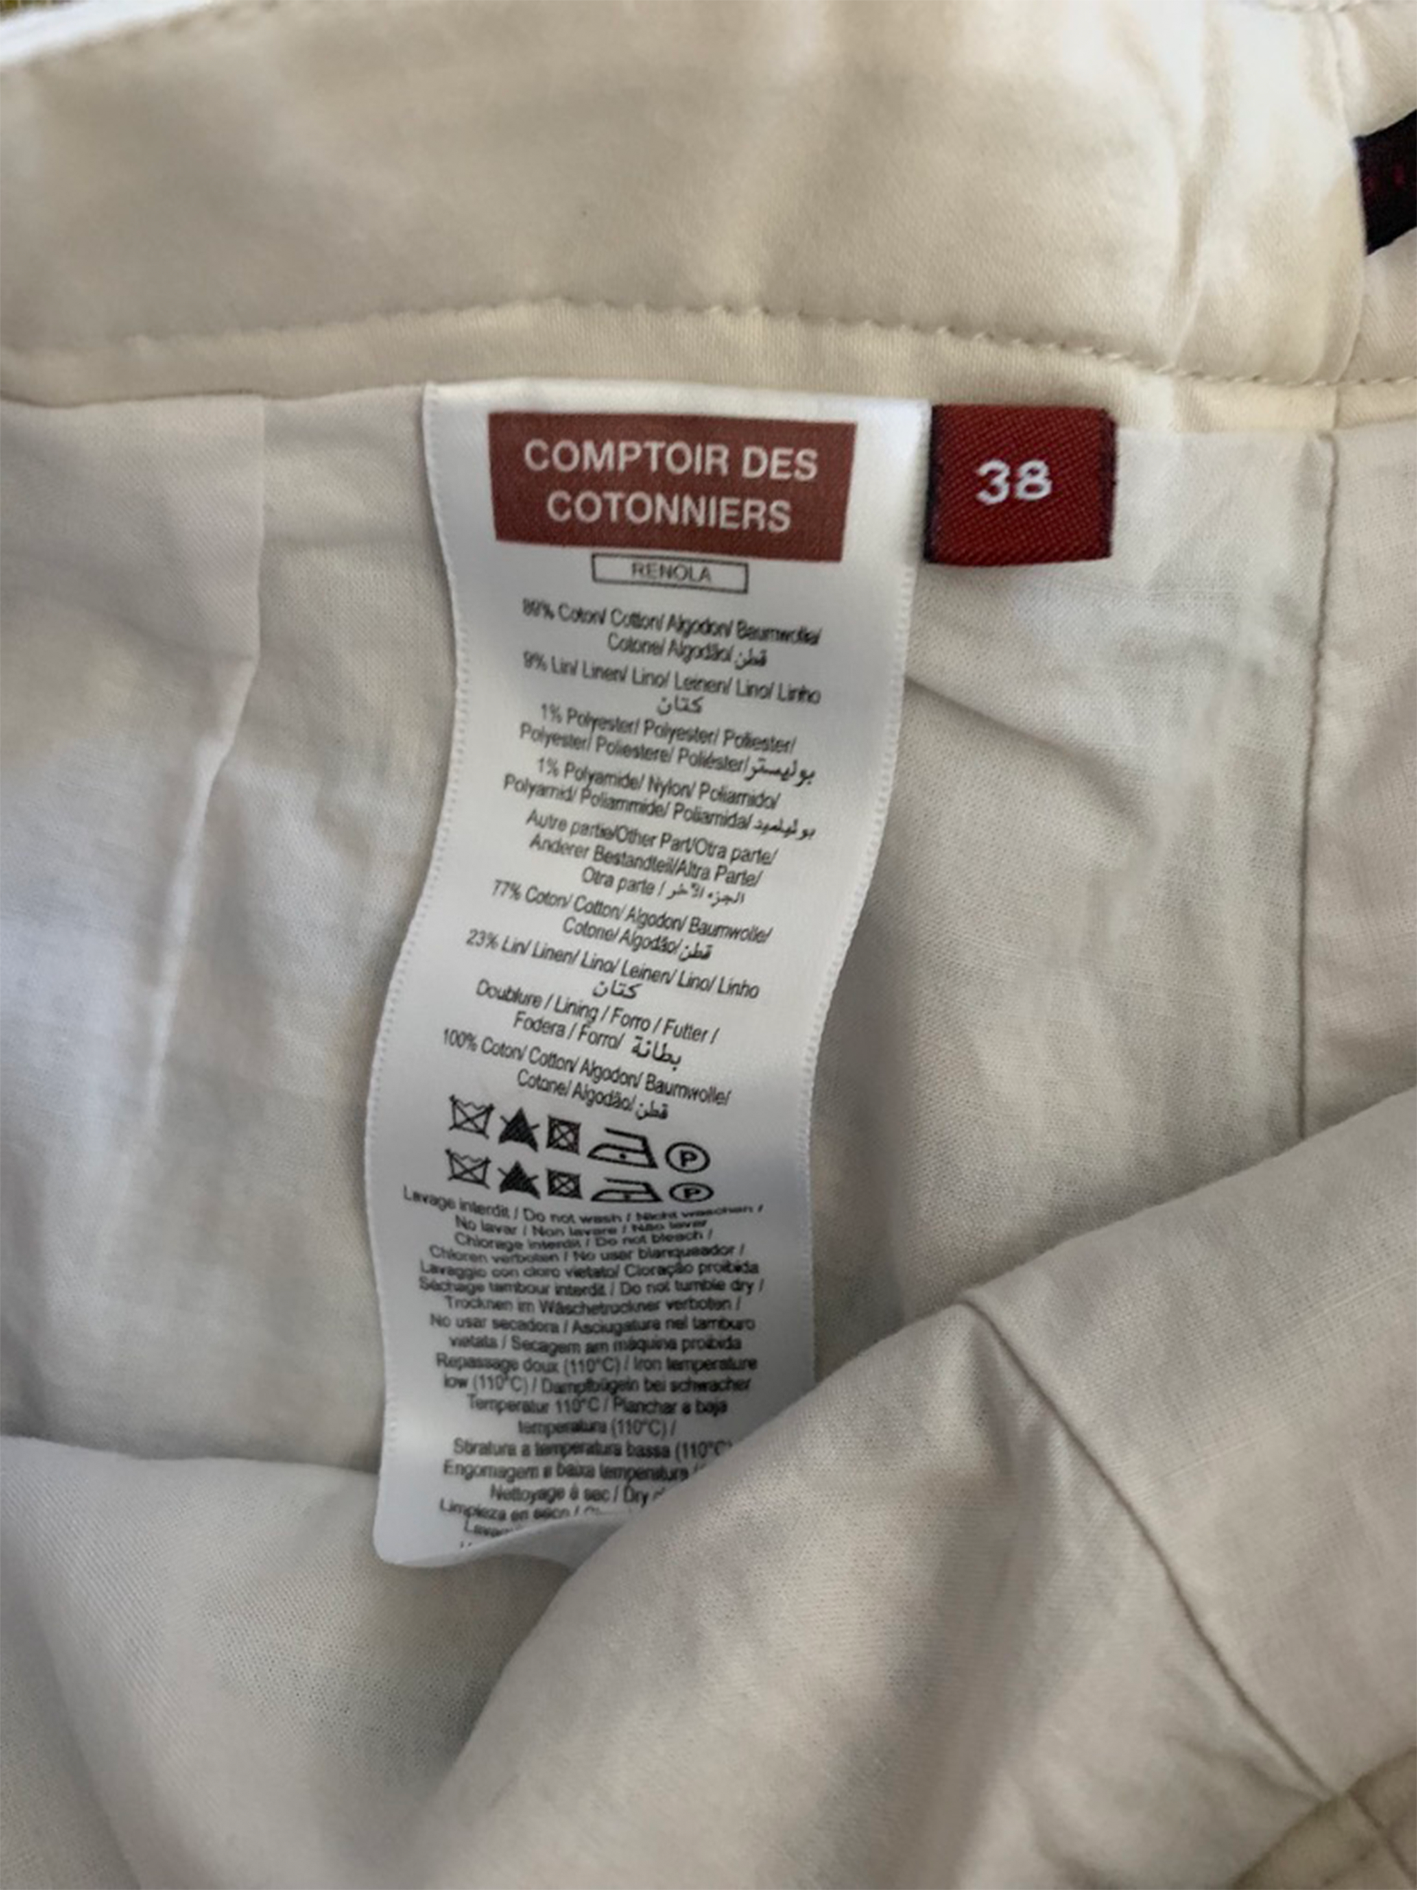 COMPTOIR DES
COTONNIERS
38
RENOLA
89% Coton/ Cotton/ Algodon/ Baumwolle/
Cotone/ Algodão/ قطن
9% Lin/ Linen/ Lino/ Leinen/ Lino/ Linho
كتان
1% Polyester/ Polyester/ Poliester/
Polyester/ Poliestere/ Poliéster/ بوليستر
1% Polyamide/ Nylon/ Poliamido/
Polyamid/ Poliammide/ Poliamida/ بوليلميد
Autre partie/Other Part/Otra parte/
Anderer Bestandteil/Altra Parte/
Otra parte / الجزء الآخر
77% Coton/ Cotton/ Algodon/ Baumwolle/
Cotone/ Algodão/ قطن
23% Lin/ Linen/ Lino/ Leinen/ Lino/ Linho
كتان
Doublure / Lining / Forro / Futter /
Fodera / Forro/ بطانة
100% Coton/ Cotton/ Algodon/ Baumwolle/
Cotone/ Algodão/ قطن
P
P
Lavage interdit / Do not wash / Nicht waschen /
No lavar / Non lavare / Não lavar
Chlorage interdit / Do not bleach /
Chloren verboten / No usar blanqueador /
Lavaggio con cloro vietato/ Cloração proibida
Séchage tambour interdit / Do not tumble dry /
Trocknen im Wäschetrockner verboten /
No usar secadora / Asciugatura nel tamburo
vietata / Secagem am máquina proibida
Repassage doux (110°C) / Iron temperature
low (110°C) / Dampfbügeln bei schwacher
Temperatur 110°C / Planchar a baja
temperatura (110°C) /
Stiratura a temperatura bassa (110°C
Engomagem a baixa temperatura /
Nettoyage à sec / Dry
Limpieza en seco /